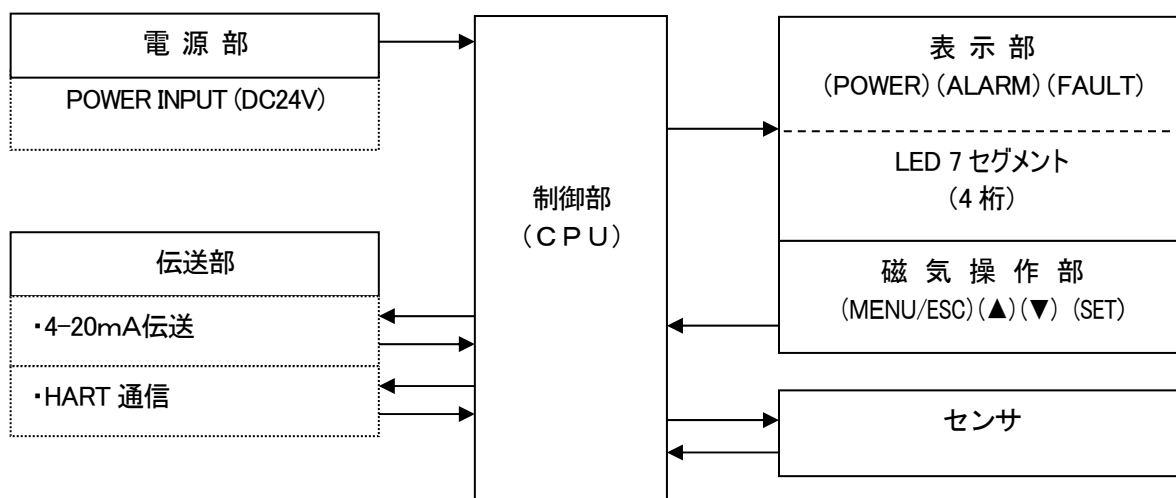 電 源 部
POWER INPUT (DC24V)
伝送部
・4-20mA伝送
・HART 通信
制御部
(CPU)
表 示 部
(POWER) (ALARM) (FAULT)
LED 7 セグメント
(4 桁)
磁 気 操 作 部
(MENU/ESC) (▲) (▼) (SET)
センサ